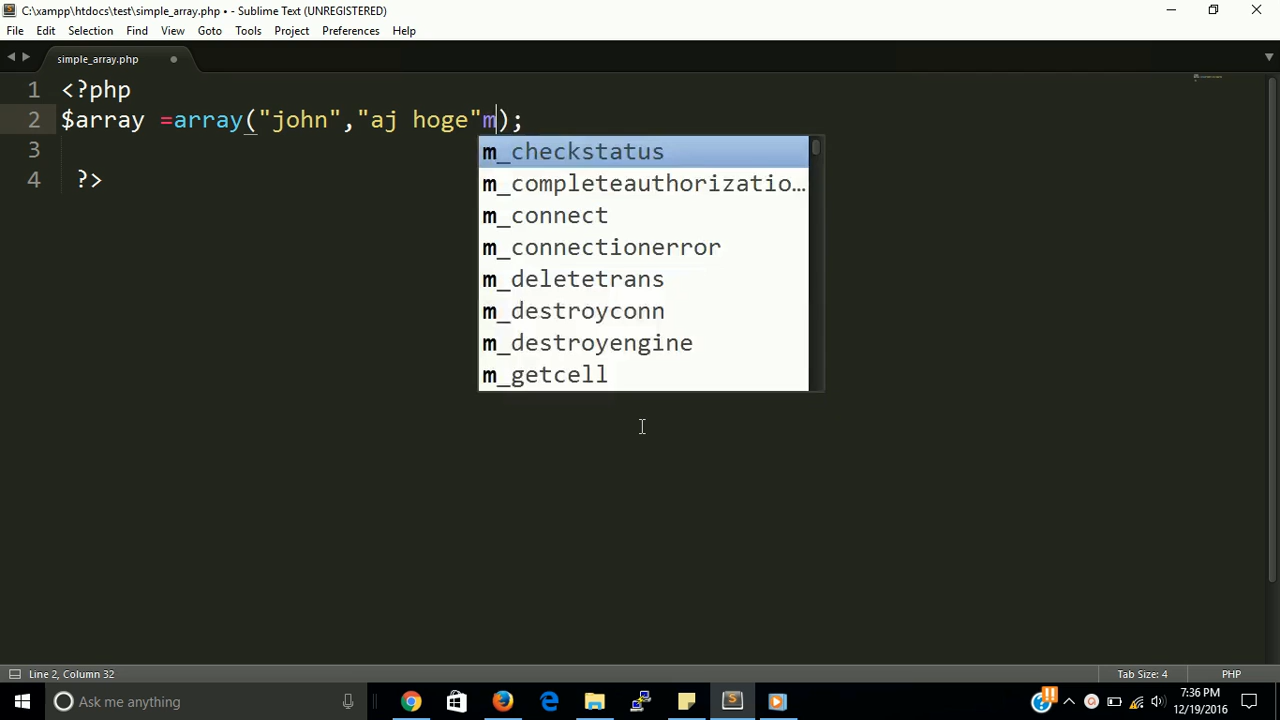 C:\xampp\htdocs\test\simple_array.php • - Sublime Text (UNREGISTERED)
File Edit Selection Find View Goto Tools Project Preferences Help
simple_array.php
1 <?php
2 $array =array("john","aj hoge"m);
3
4 ?>
m_checkstatus
m_completeauthorizatio…
m_connect
m_connectionerror
m_deletetrans
m_destroyconn
m_destroyengine
m_getcell
Line 2, Column 32 Tab Size: 4 PHP
Ask me anything
7:36 PM
12/19/2016